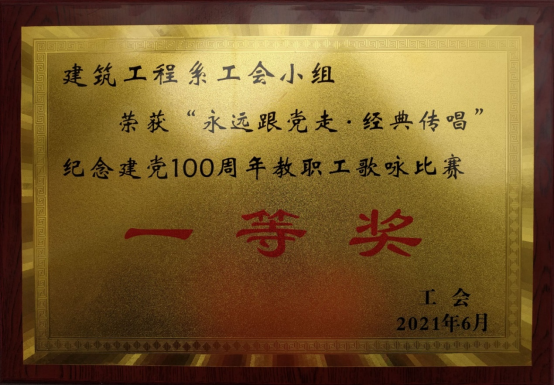 建筑工程系工会小组
荣获“永远跟党走·经典传唱”
纪念建党100周年教职工歌咏比赛
一等奖
工会
2021年6月